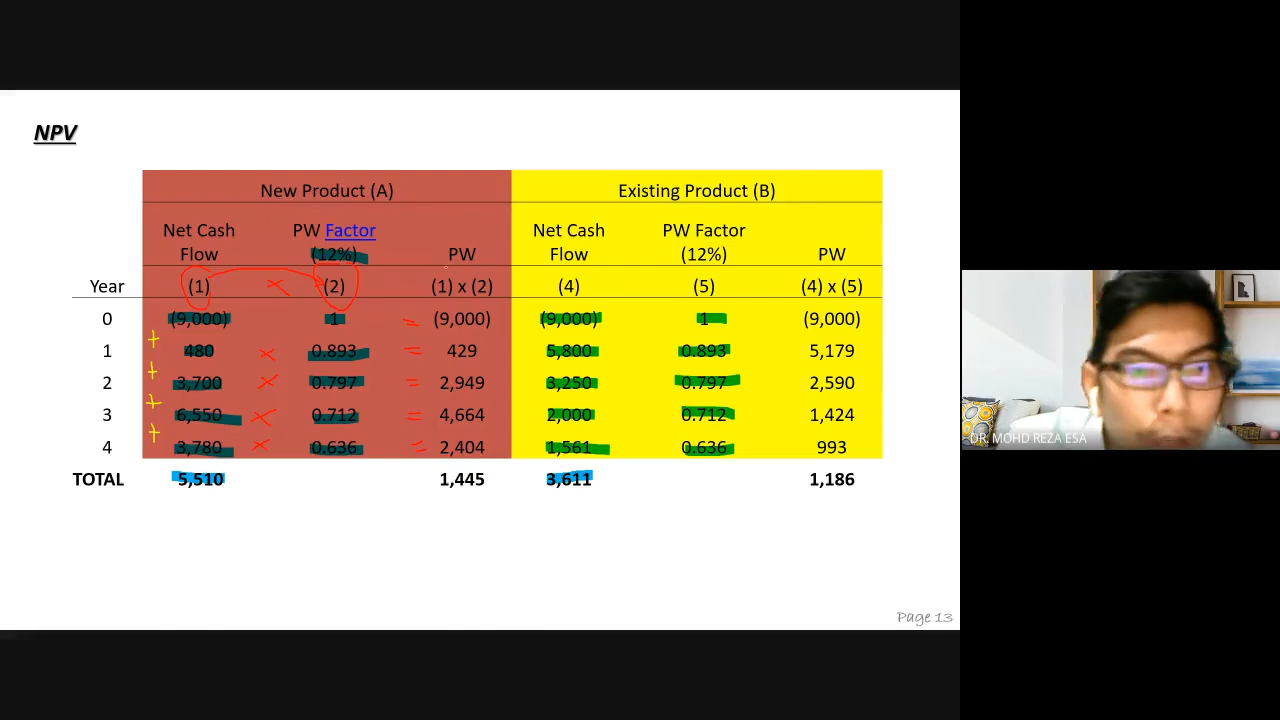 NPV
New Product (A) Existing Product (B)
Net Cash PW Factor Net Cash PW Factor
Flow (12%) PW Flow (12%) PW
Year (1) × (2) (1) x (2) (4) (5) (4) x (5)
0 (9,000) 1 = (9,000) (9,000) 1 (9,000)
+
1 480 × 0.893 = 429 5,800 0.893 5,179
+
2 3,700 × 0.797 = 2,949 3,250 0.797 2,590
+
3 6,550 × 0.712 = 4,664 2,000 0.712 1,424
+
4 3,780 × 0.636 = 2,404 1,561 0.636 993
TOTAL 5,510 1,445 3,611 1,186
Page 13
DR. MOHD REZA ESA